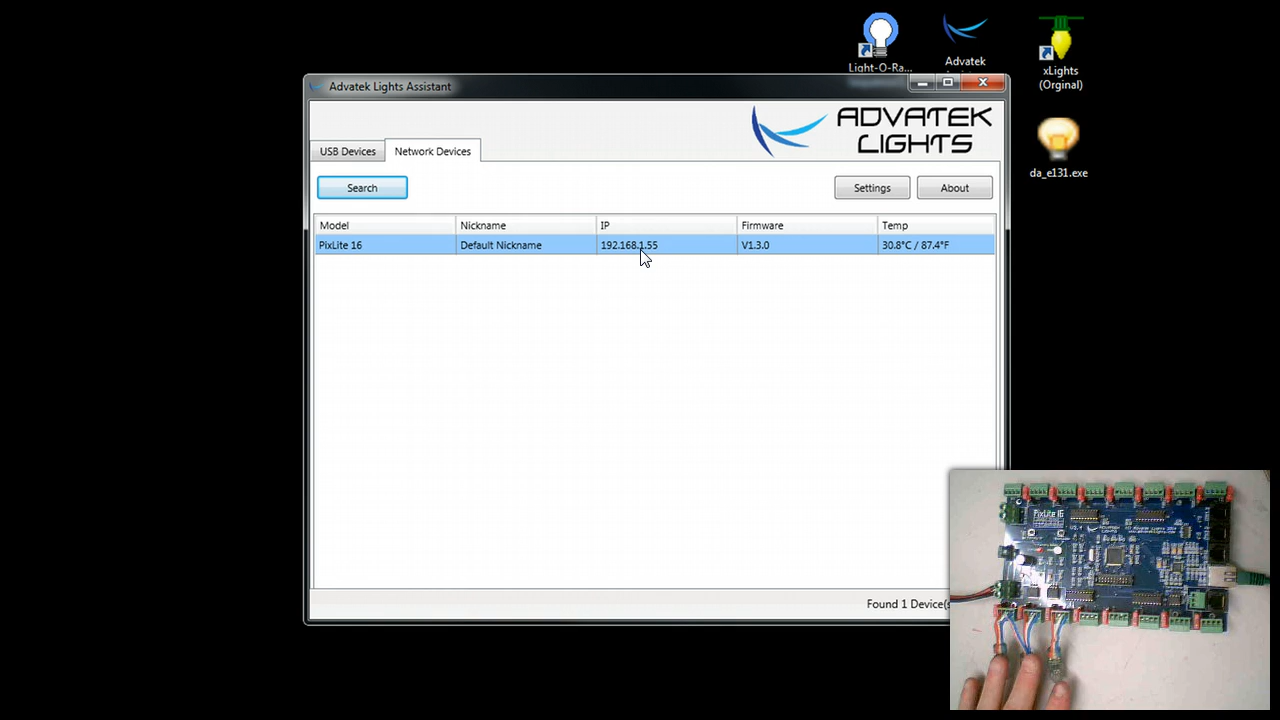 Light-O-Ra...
Advatek
xLights
(Orginal)
da_e131.exe
Advatek Lights Assistant
ADVATEK
LIGHTS
USB Devices
Network Devices
Search
Settings
About
Model
Nickname
IP
Firmware
Temp
PixLite 16
Default Nickname
192.168.1.55
V1.3.0
30.8°C / 87.4°F
Found 1 Device(s
PixLite 16